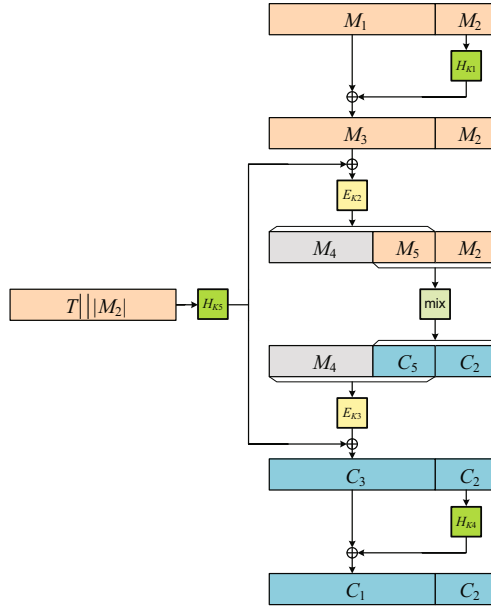 M1 M2
HK1
M3 M2
EK2
M4 M5 M2
T || |M2| HK5 mix
M4 C5 C2
EK3
C3 C2
HK4
C1 C2